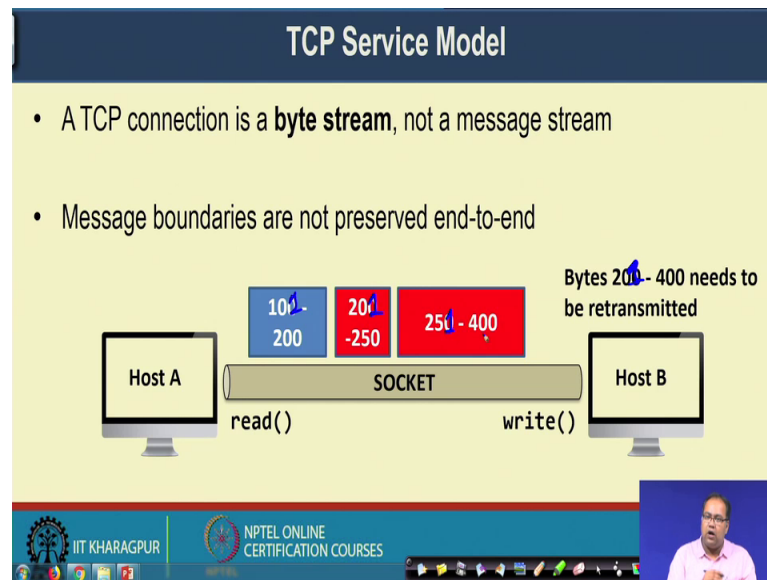 TCP Service Model
• A TCP connection is a byte stream, not a message stream
• Message boundaries are not preserved end-to-end
Bytes 201 - 400 needs to
be retransmitted
101 -
200
201
-250
251 - 400
Host A
SOCKET
Host B
read()
write()
IIT KHARAGPUR
NPTEL ONLINE
CERTIFICATION COURSES
NPTEL